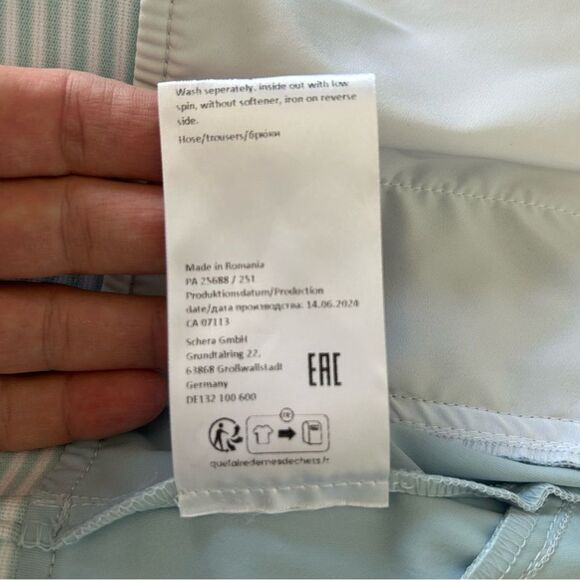 Wash seperately, inside out with low
spin, without softener, iron on reverse
side.
Hose/trousers/брюки
Made in Romania
PA 25688 / 251
Produktionsdatum/Production
date/дата производства: 14.06.2024
CA 07113
Schera GmbH
Grundtalring 22,
63868 Großwallstadt
Germany
DE132 100 600
EAC
FR
quefairedemesdechets.fr